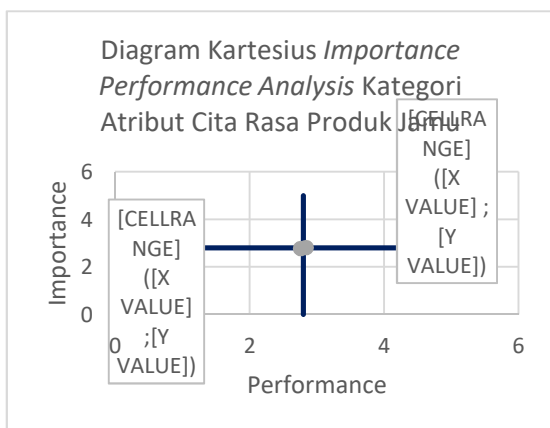 Diagram Kartesius Importance
Performance Analysis Kategori
Atribut Cita Rasa Produk Jamu
[CELLRA
NGE]
([X
VALUE] ;
[Y
VALUE])
6
4
2
0
Importance
[CELLRA
NGE]
([X
VALUE]
;[Y
VALUE])
0
2
4
6
Performance